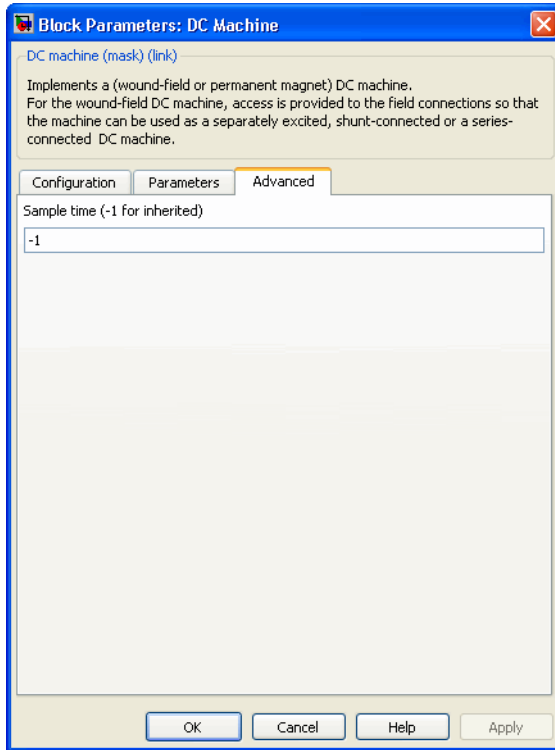 Block Parameters: DC Machine
DC machine (mask) (link)
Implements a (wound-field or permanent magnet) DC machine.
For the wound-field DC machine, access is provided to the field connections so that
the machine can be used as a separately excited, shunt-connected or a series-
connected  DC machine.
Configuration Parameters Advanced
Sample time (-1 for inherited)
-1
OK Cancel Help Apply